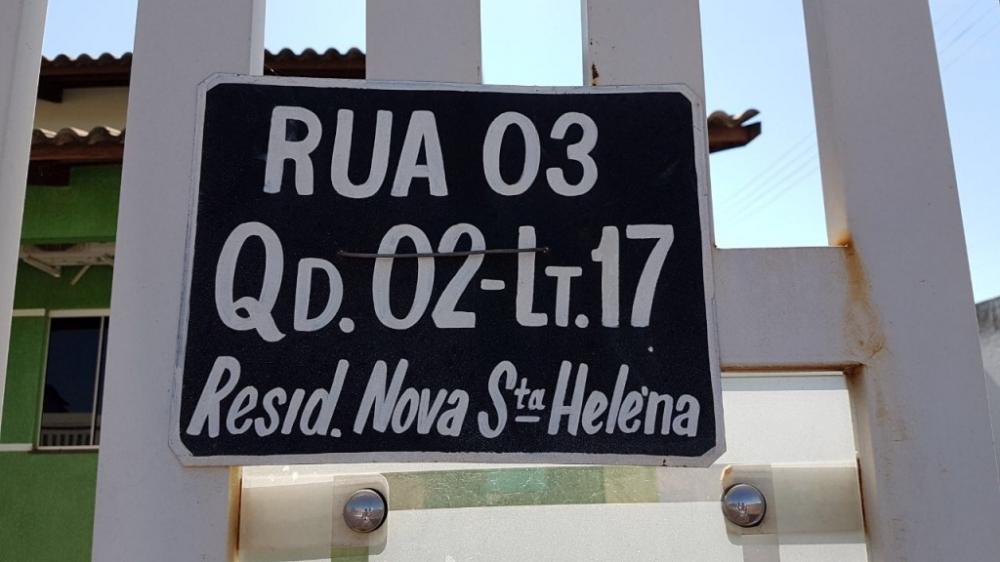 RUA 03
QD. 02-LT.17
Resid. Nova Sta Helena